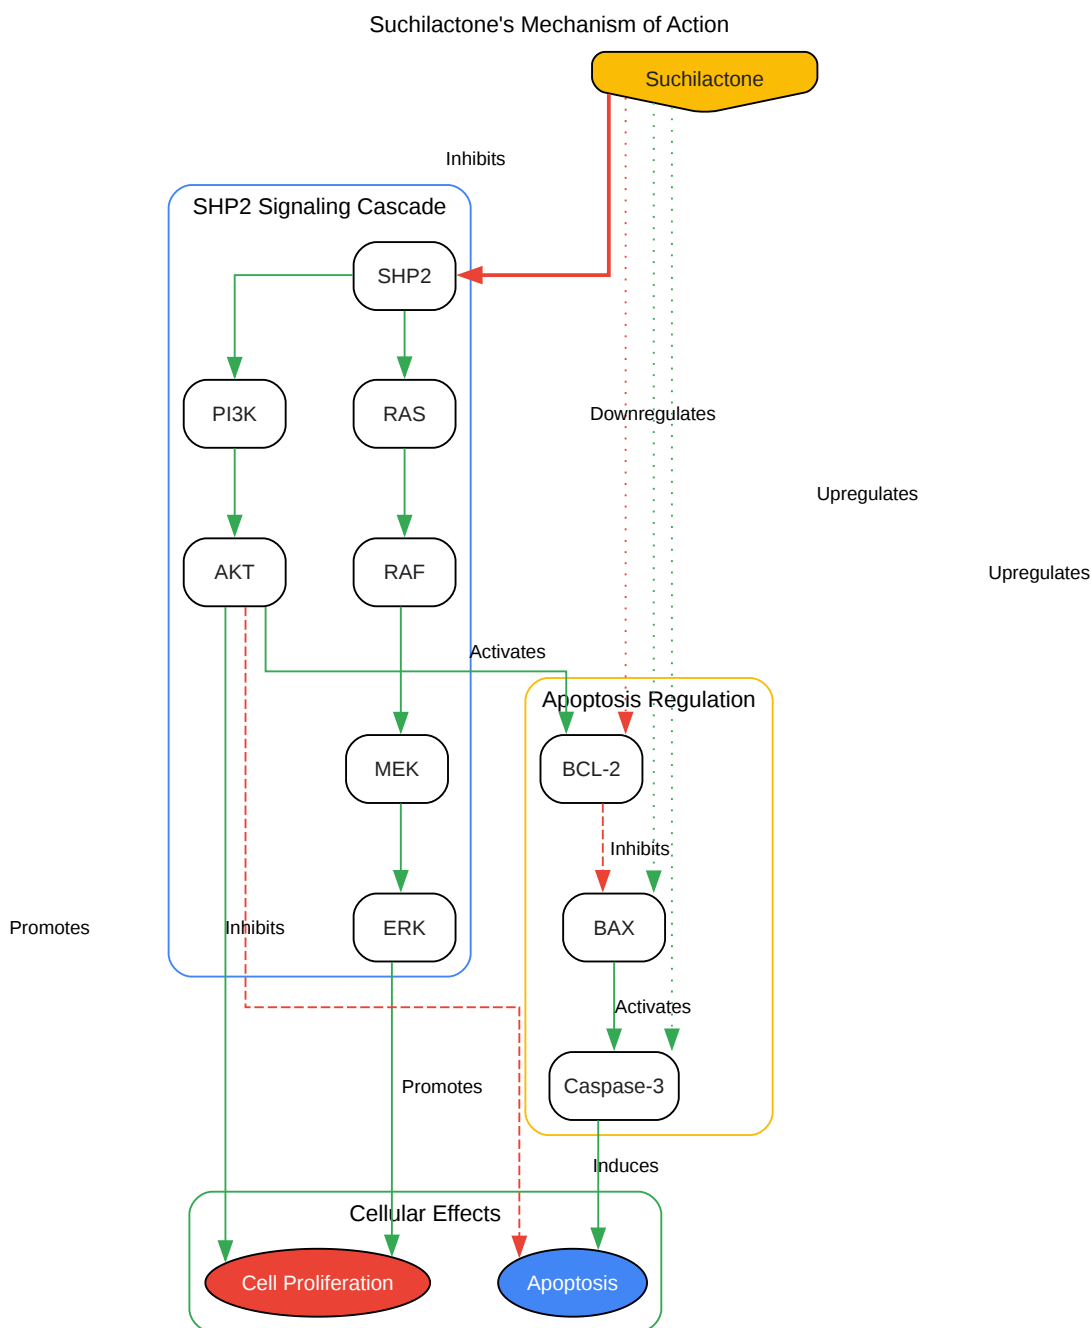 Suchilactone's Mechanism of Action
Suchilactone
Inhibits
SHP2 Signaling Cascade
SHP2
PI3K
RAS
Downregulates
Upregulates
AKT
RAF
Upregulates
Activates
Apoptosis Regulation
MEK
BCL-2
Inhibits
Promotes
Inhibits
ERK
BAX
Activates
Promotes
Caspase-3
Induces
Cellular Effects
Cell Proliferation
Apoptosis